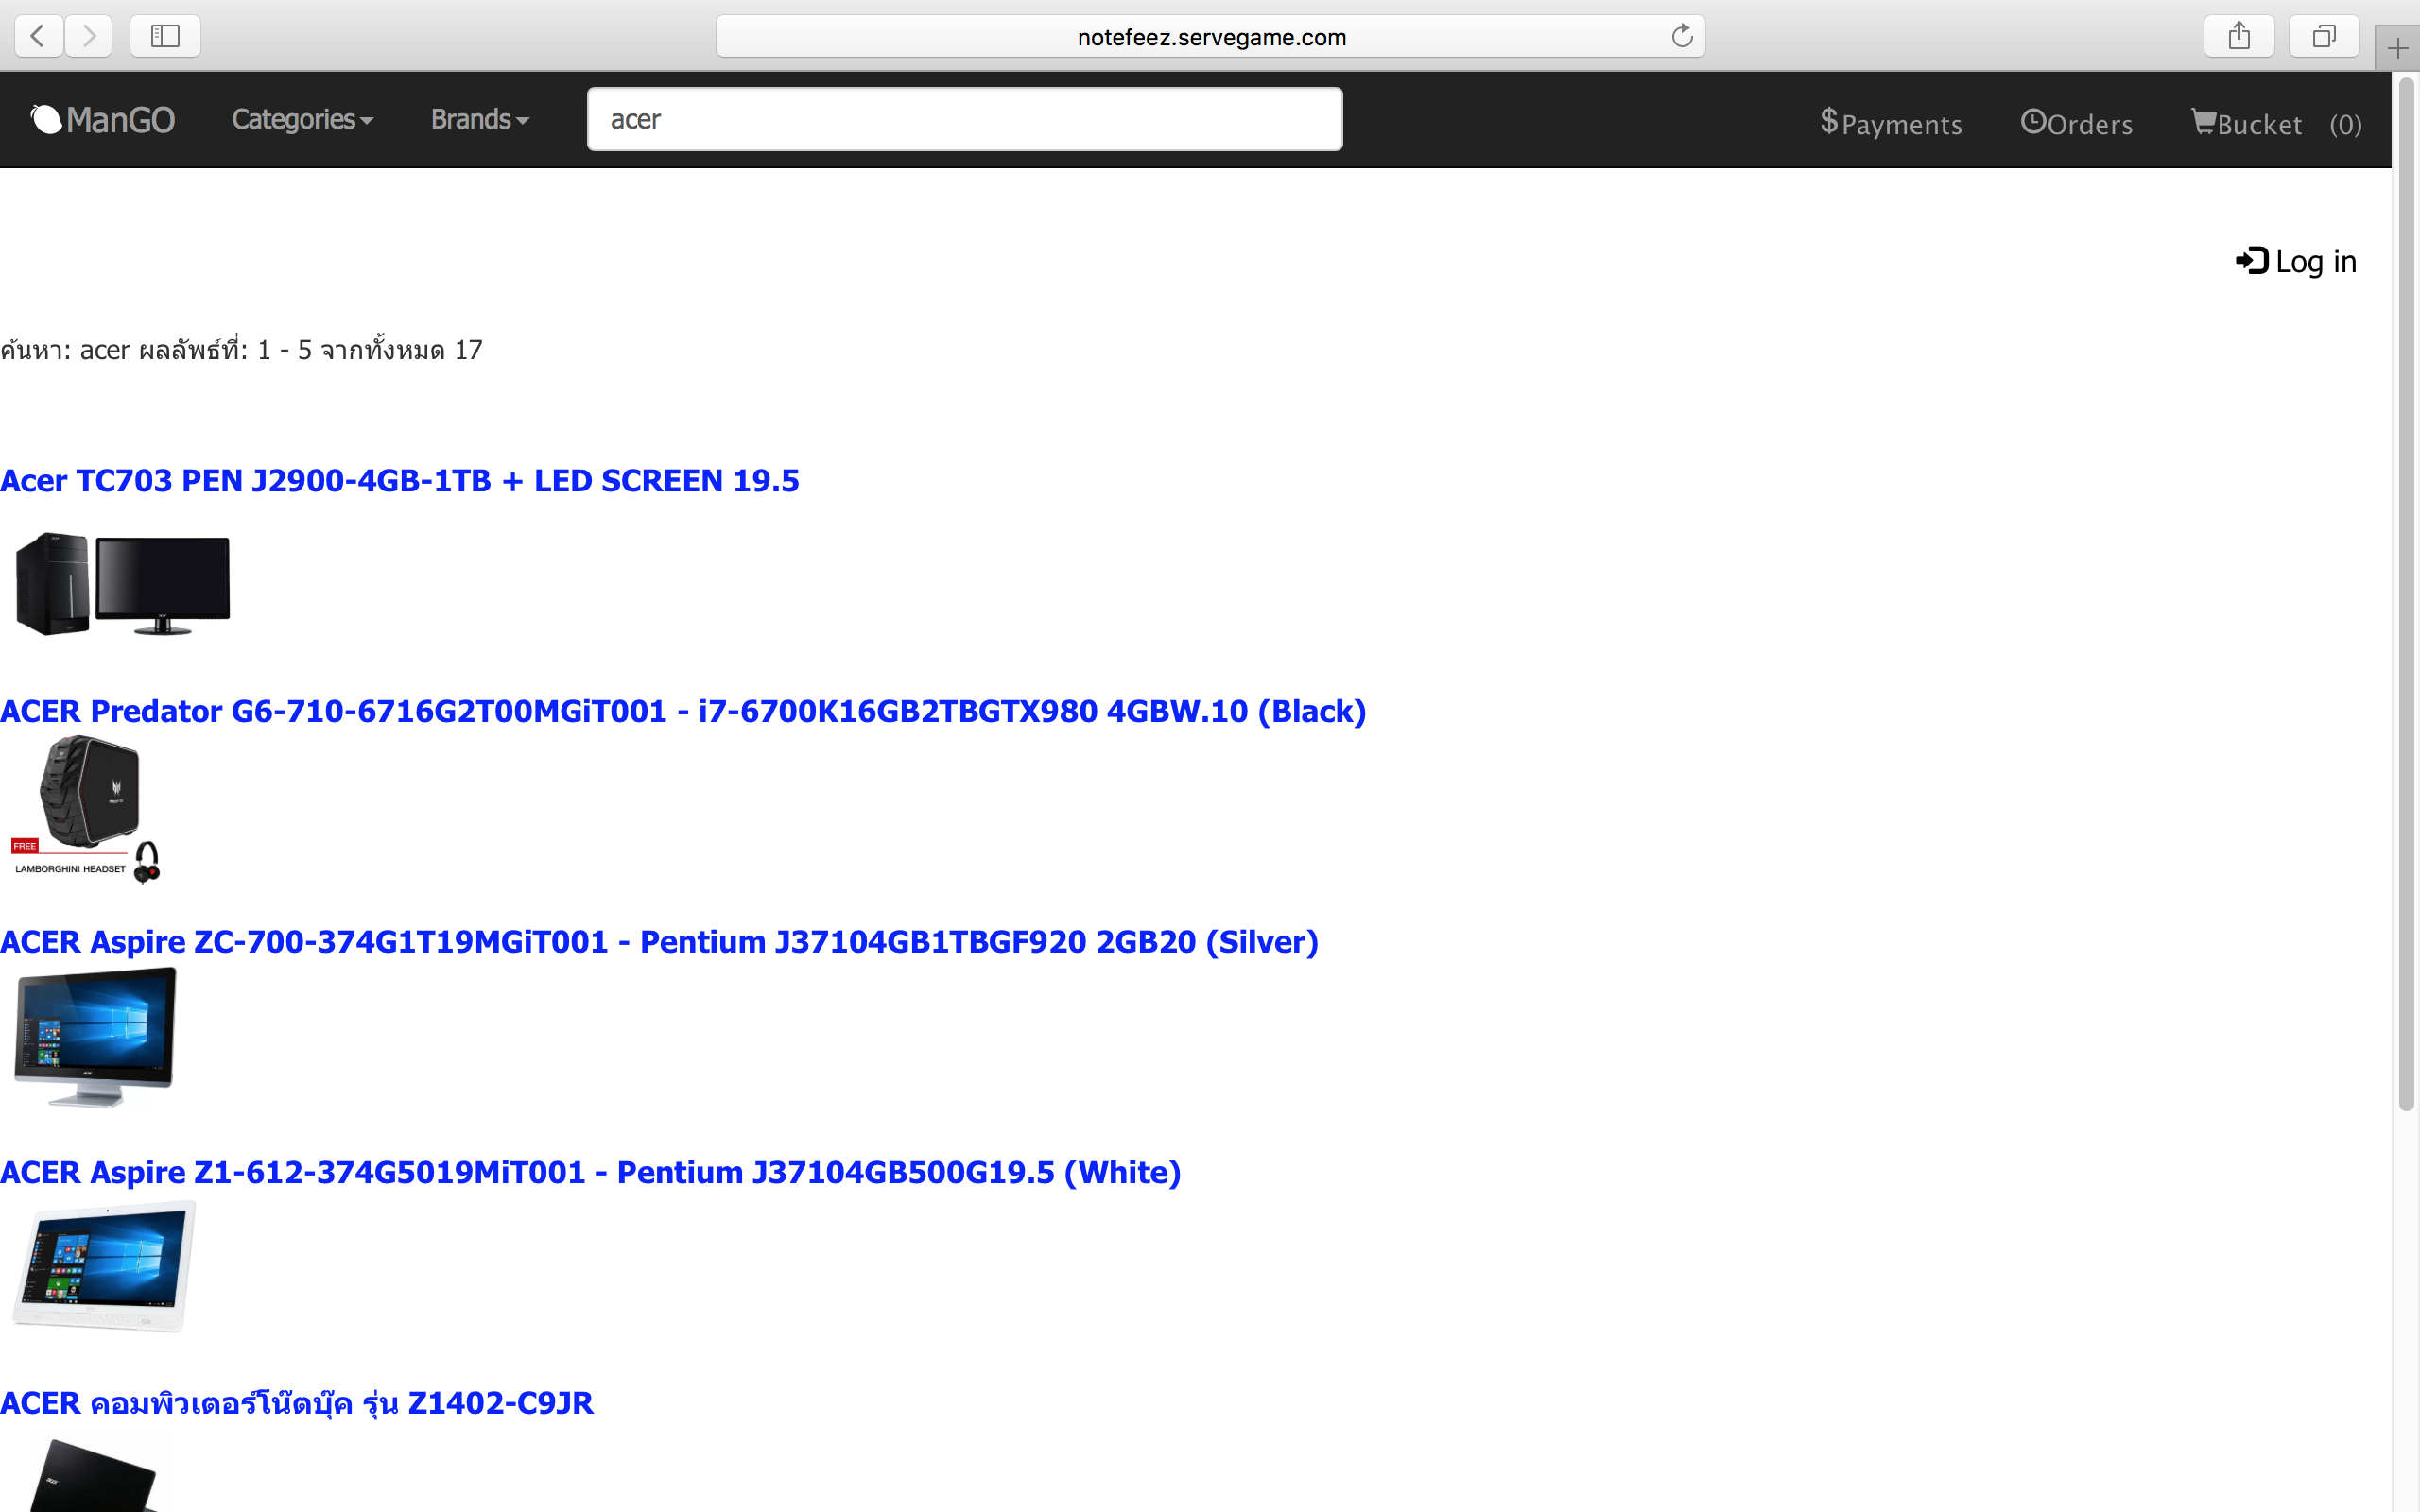 notefeez.servegame.com
ManGO Categories Brands acer $Payments Orders Bucket (0)
Log in
ค้นหา: acer ผลลัพธ์ที่: 1 - 5 จากทั้งหมด 17
Acer TC703 PEN J2900-4GB-1TB + LED SCREEN 19.5
ACER Predator G6-710-6716G2T00MGiT001 - i7-6700K16GB2TBGTX980 4GBW.10 (Black)
FREE
LAMBORGHINI HEADSET
ACER Aspire ZC-700-374G1T19MGiT001 - Pentium J37104GB1TBGF920 2GB20 (Silver)
ACER Aspire Z1-612-374G5019MiT001 - Pentium J37104GB500G19.5 (White)
ACER คอมพิวเตอร์โน๊ตบุ๊ค รุ่น Z1402-C9JR
acer